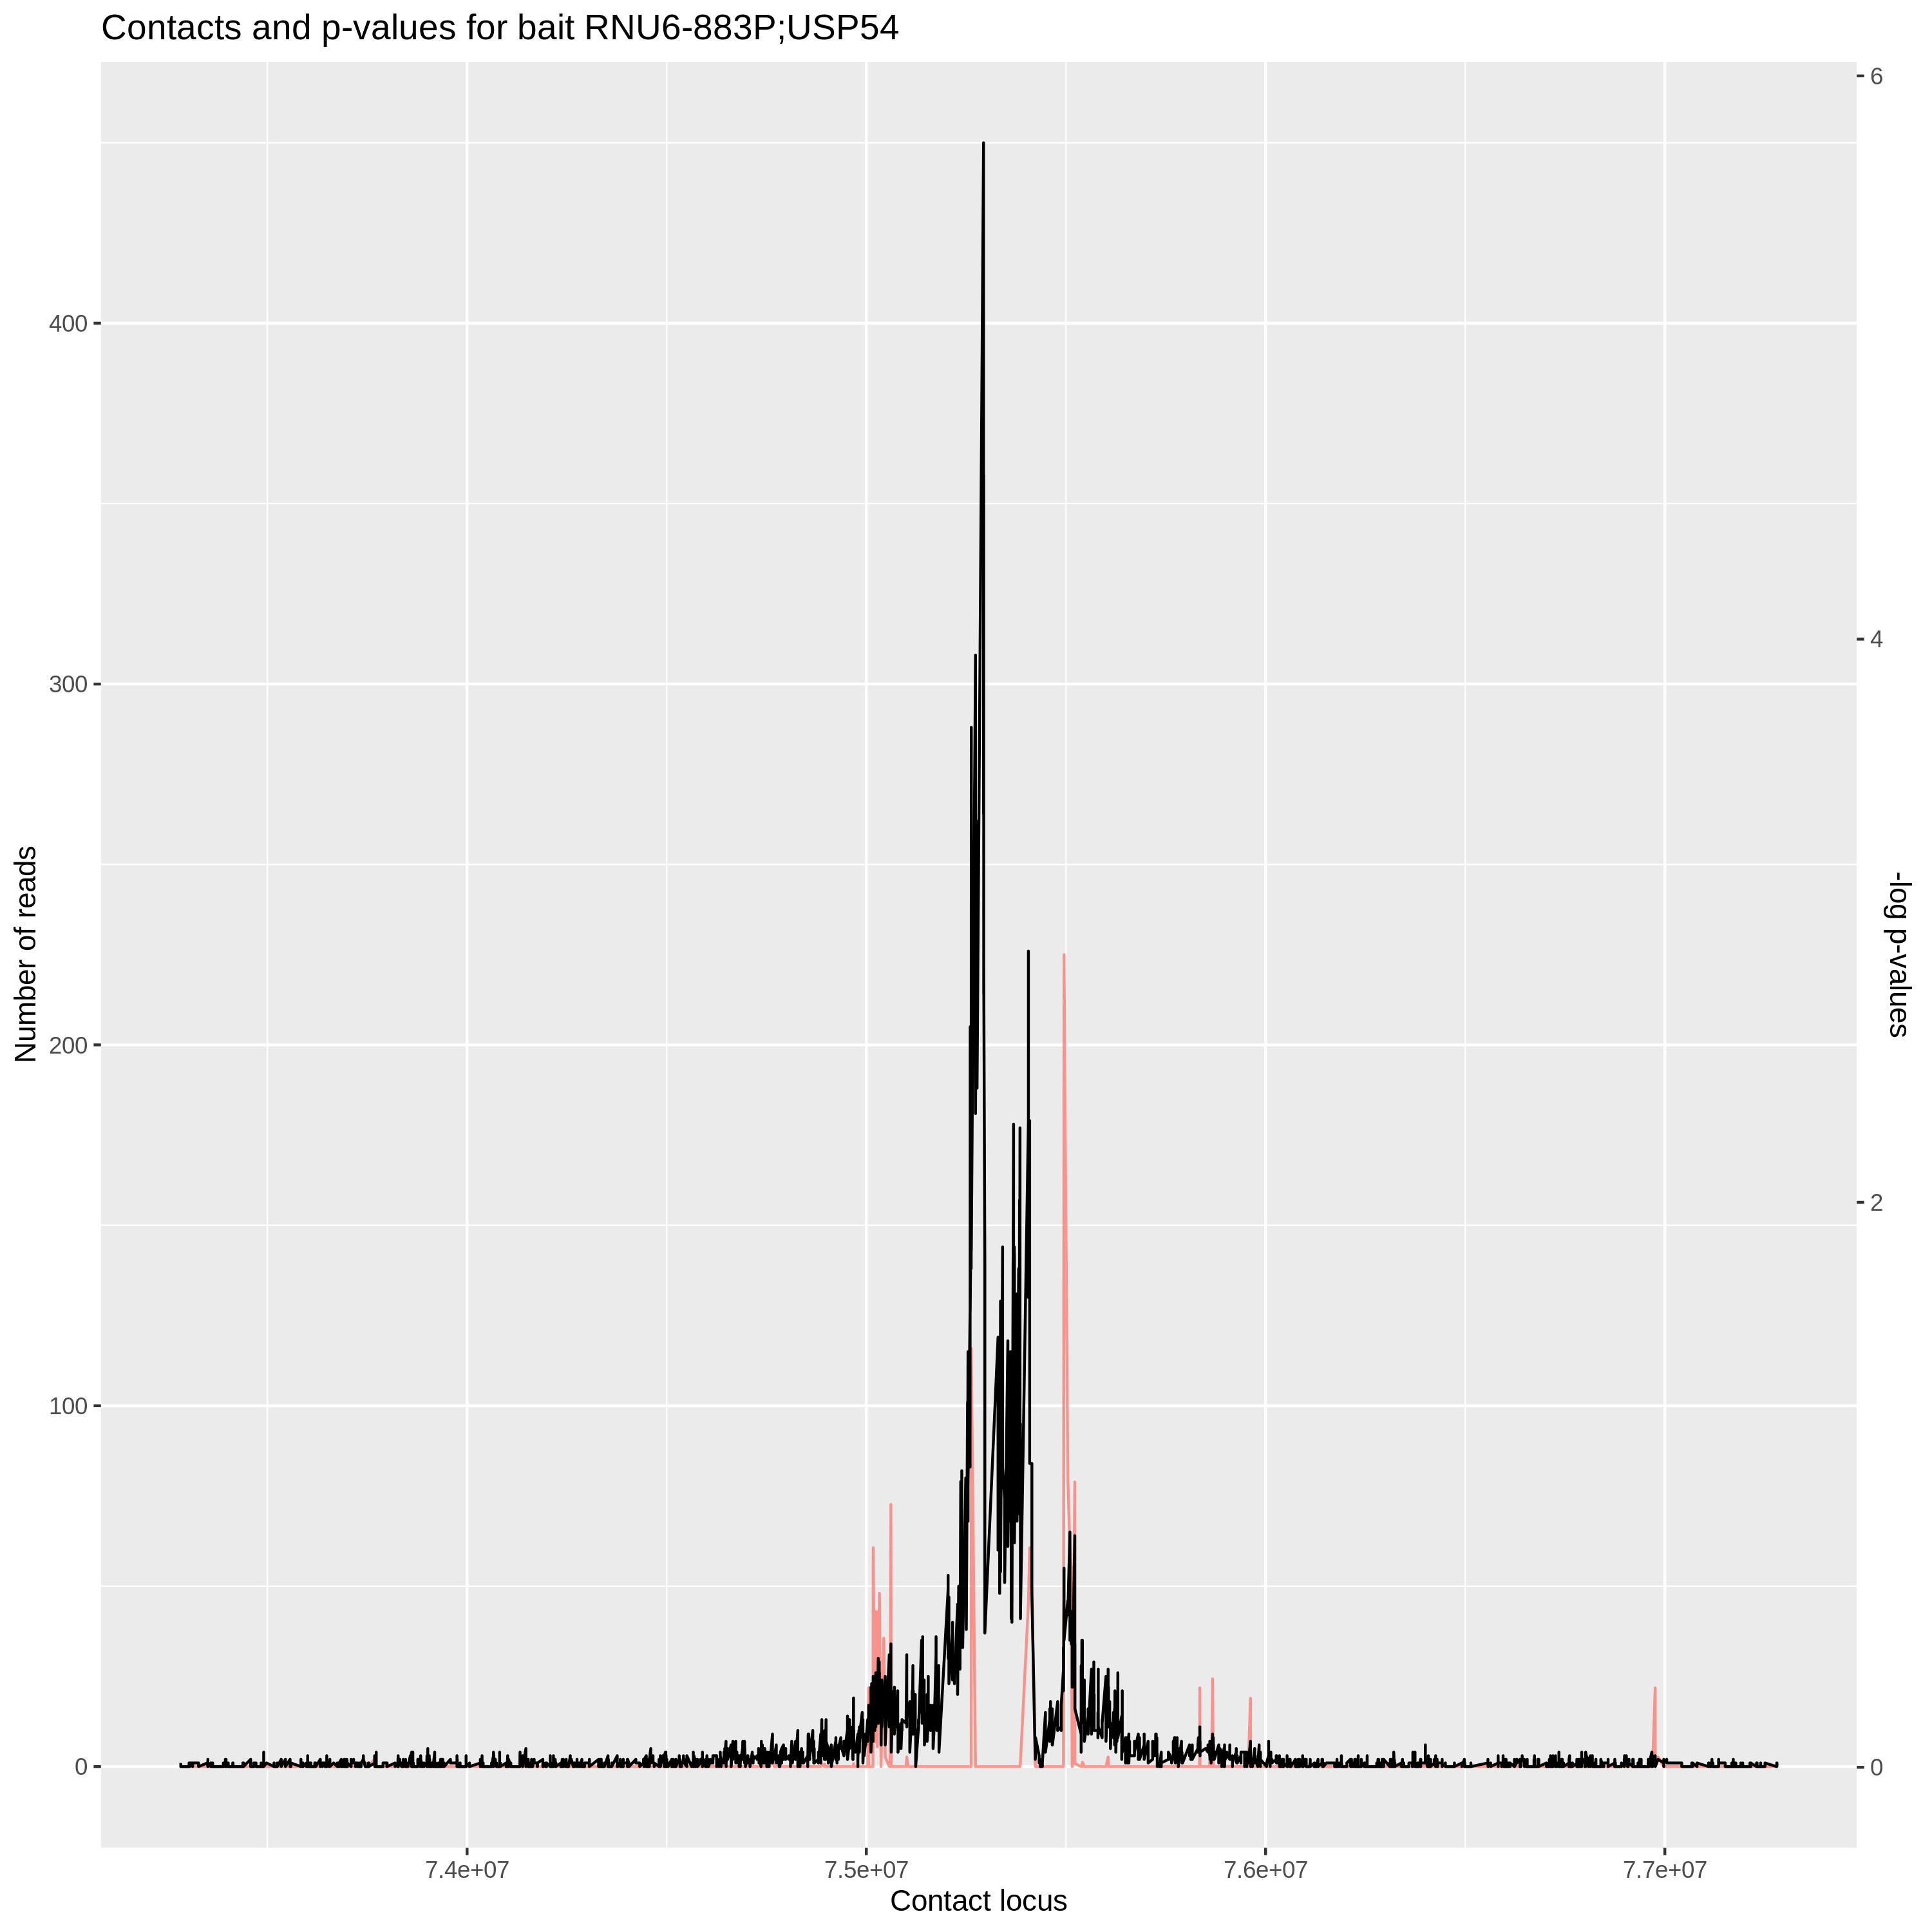 Contacts and p-values for bait RNU6-883P;USP54
6
400
300
4
Number of reads
-log p-values
200
2
100
0
0
7.4e+07
7.5e+07
7.6e+07
7.7e+07
Contact locus